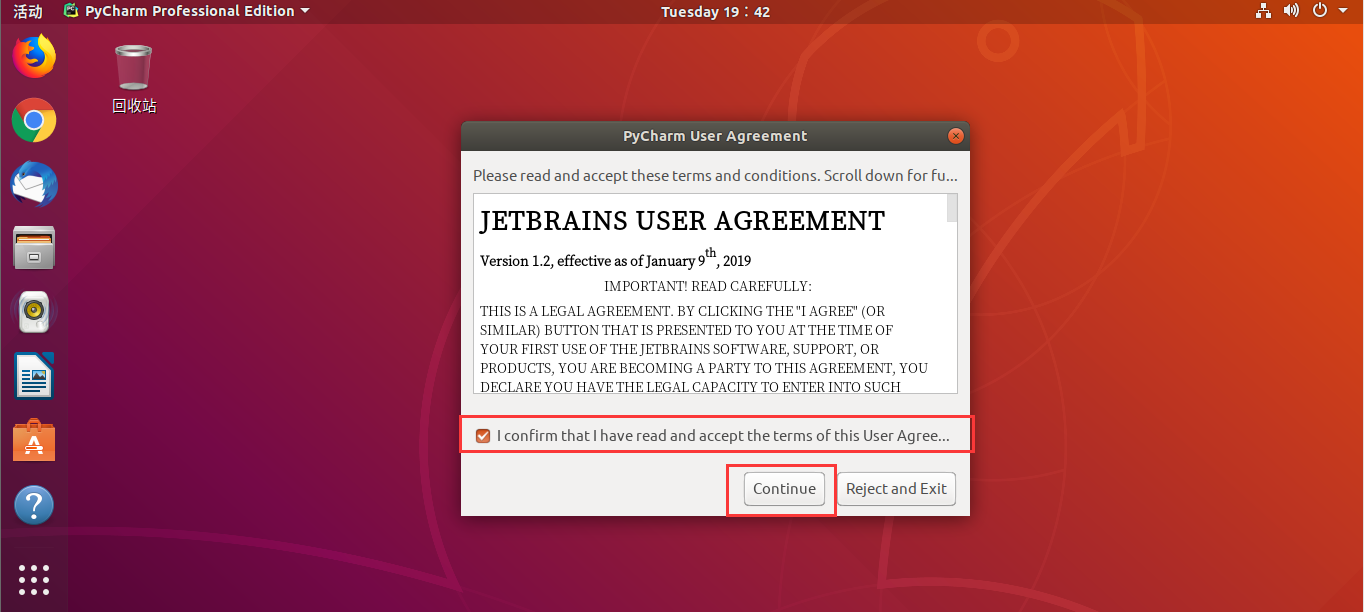 活动 PyCharm Professional Edition Tuesday 19：42
回收站
PyCharm User Agreement
Please read and accept these terms and conditions. Scroll down for fu...
JETBRAINS USER AGREEMENT
Version 1.2, effective as of January 9th, 2019
IMPORTANT! READ CAREFULLY:
THIS IS A LEGAL AGREEMENT. BY CLICKING THE "I AGREE" (OR
SIMILAR) BUTTON THAT IS PRESENTED TO YOU AT THE TIME OF
YOUR FIRST USE OF THE JETBRAINS SOFTWARE, SUPPORT, OR
PRODUCTS, YOU ARE BECOMING A PARTY TO THIS AGREEMENT, YOU
DECLARE YOU HAVE THE LEGAL CAPACITY TO ENTER INTO SUCH
I confirm that I have read and accept the terms of this User Agree...
Continue Reject and Exit